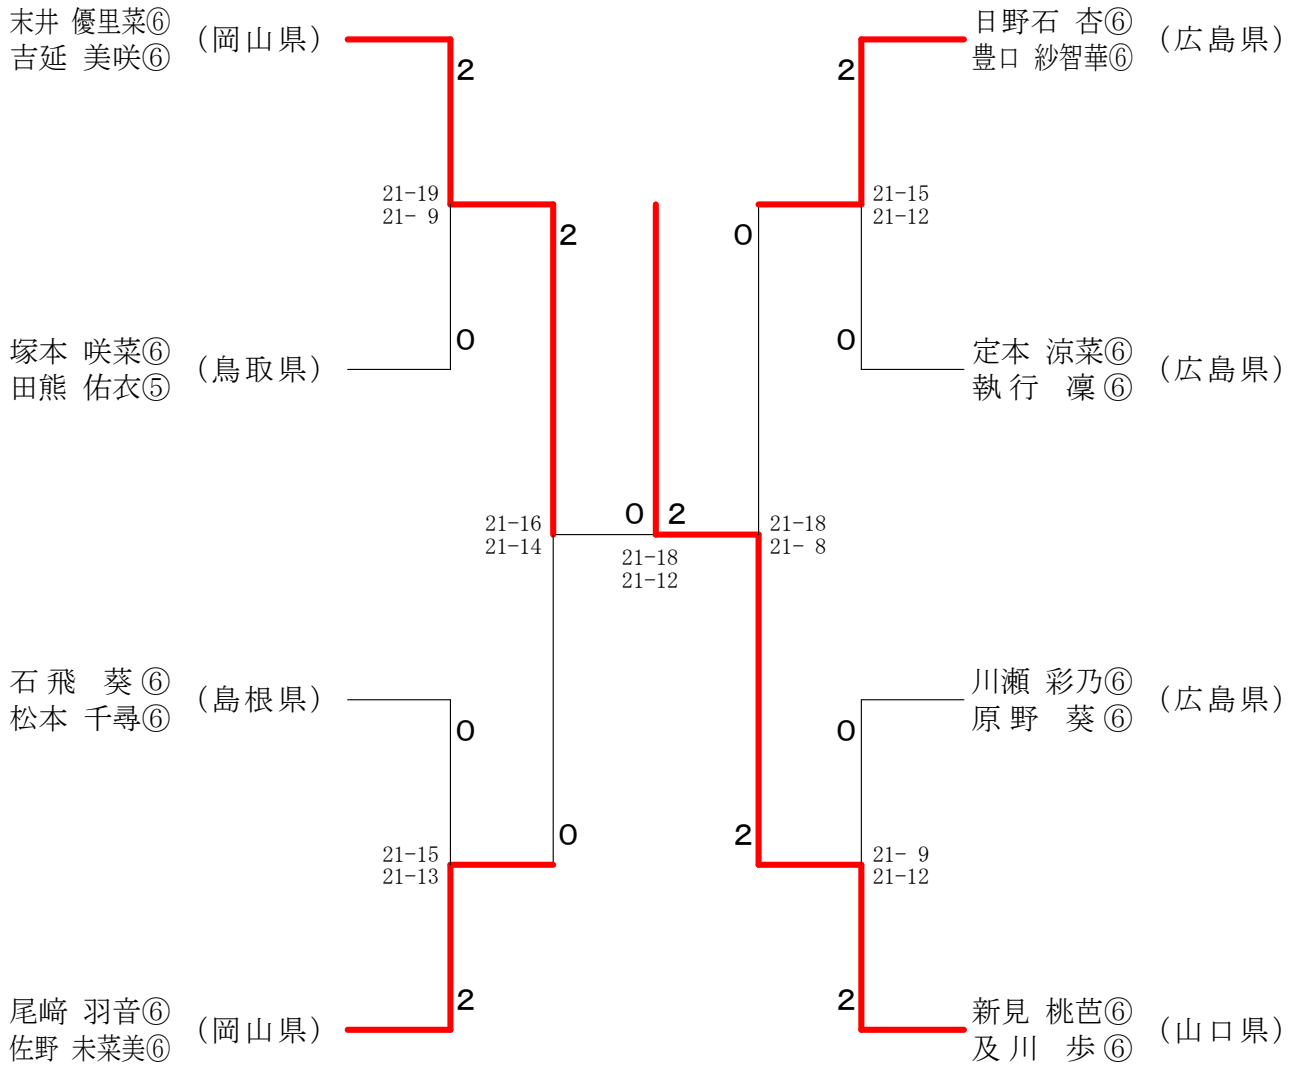 末井 優里菜⑥
吉延 美咲⑥
(岡山県)
2
21-19
21- 9
2
0
塚本 咲菜⑥
田熊 佑衣⑤
(鳥取県)
21-16
21-14
石飛 葵⑥
松本 千尋⑥
(島根県)
0
21-15
21-13
0
2
尾﨑 羽音⑥
佐野 未菜美⑥
(岡山県)
0 2
21-18
21-12
日野石 杏⑥
豊口 紗智華⑥
(広島県)
2
21-15
21-12
0
0
定本 涼菜⑥
執行 凜⑥
(広島県)
21-18
21- 8
川瀬 彩乃⑥
原野 葵⑥
(広島県)
0
2
21- 9
21-12
2
新見 桃芭⑥
及川 歩⑥
(山口県)